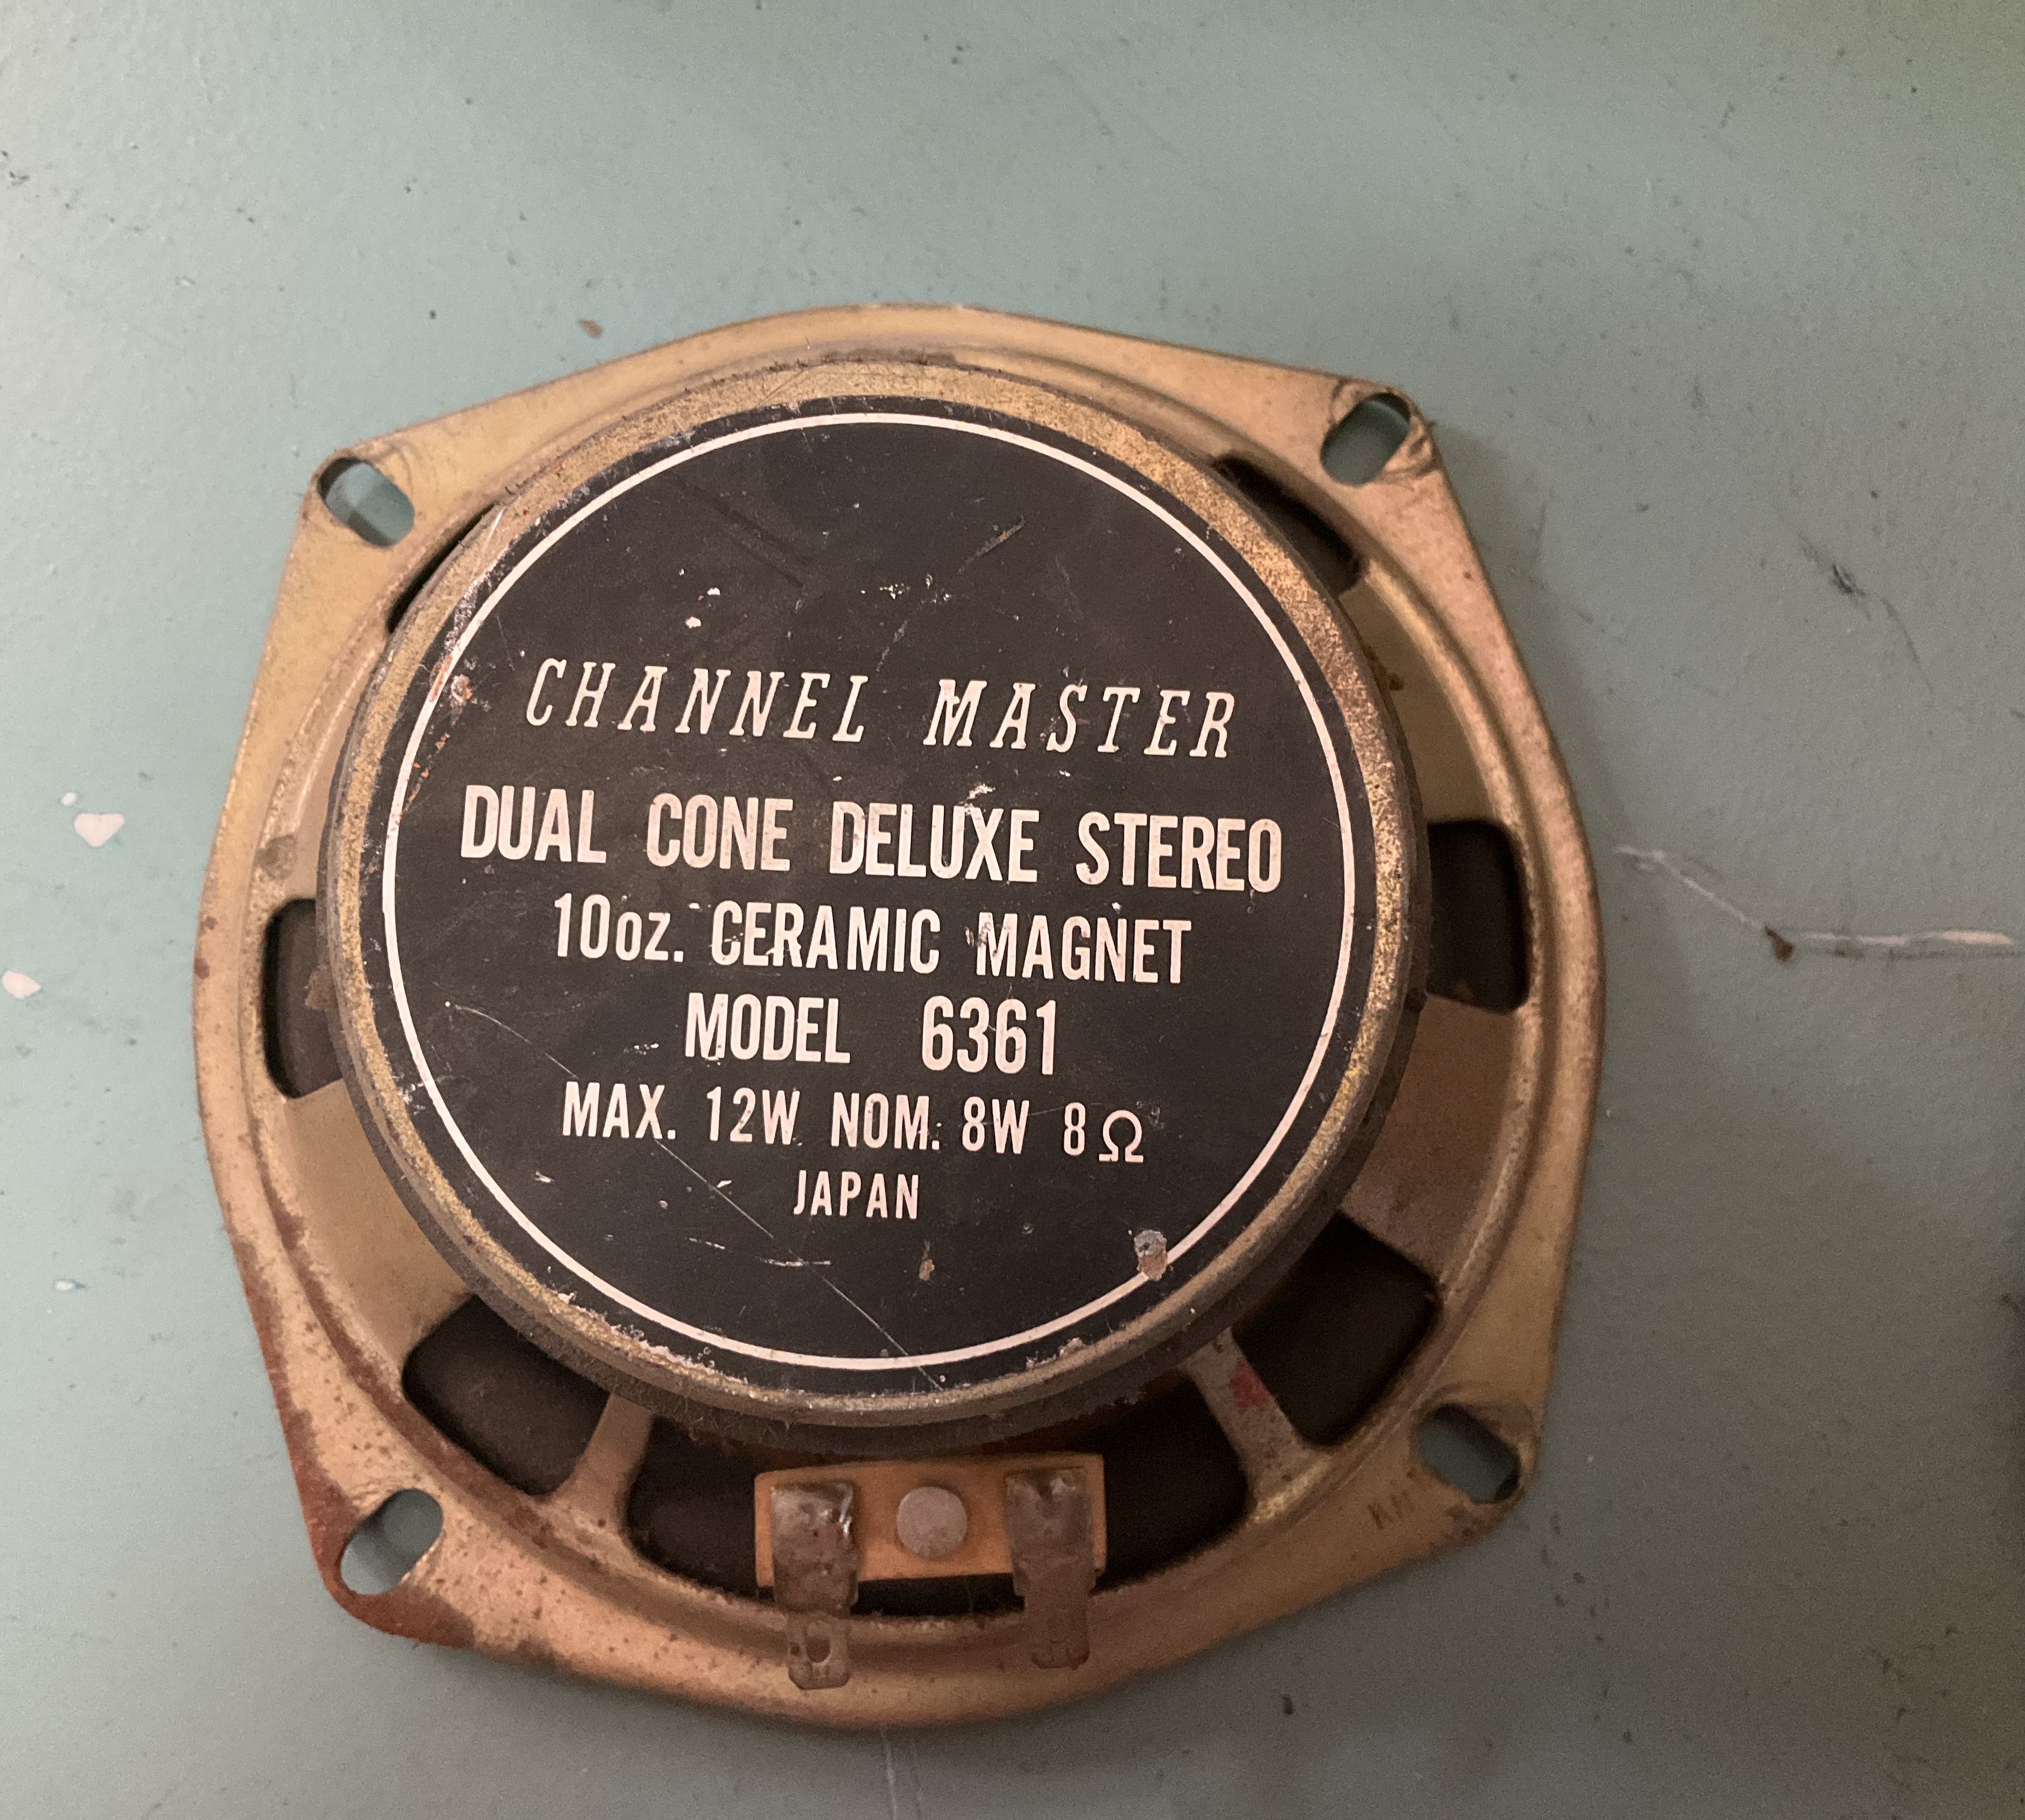 CHANNEL MASTER
DUAL CONE DELUXE STEREO
10oz. CERAMIC MAGNET
MODEL 6361
MAX. 12W NOM. 8W 8Ω
JAPAN